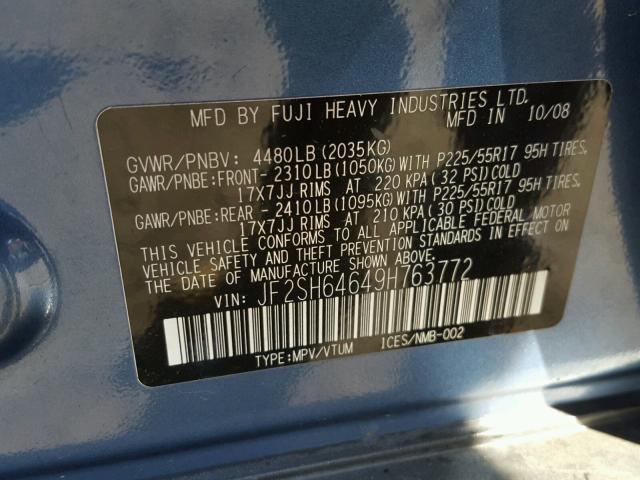 MFD BY FUJI HEAVY INDUSTRIES LTD.
MFD IN 10/08
GVWR/PNBV: 4480LB (2035KG)
GAWR/PNBE:FRONT- 2310LB (1050KG) WITH P225/55R17 95H TIRES,
17X7JJ RIMS AT 220 KPA (32 PSI) COLD
GAWR/PNBE:REAR - 2410LB (1095KG) WITH P225/55R17 95H TIRES,
17X7JJ RIMS AT 210 KPA (30 PSI) COLD
THIS VEHICLE CONFORMS TO ALL APPLICABLE FEDERAL MOTOR
VEHICLE SAFETY AND THEFT PREVENTION STANDARDS IN EFFECT ON
THE DATE OF MANUFACTURE SHOWN ABOVE.
VIN: JF2SH64649H763772
TYPE:MPV/VTUM ICES/NMB-002